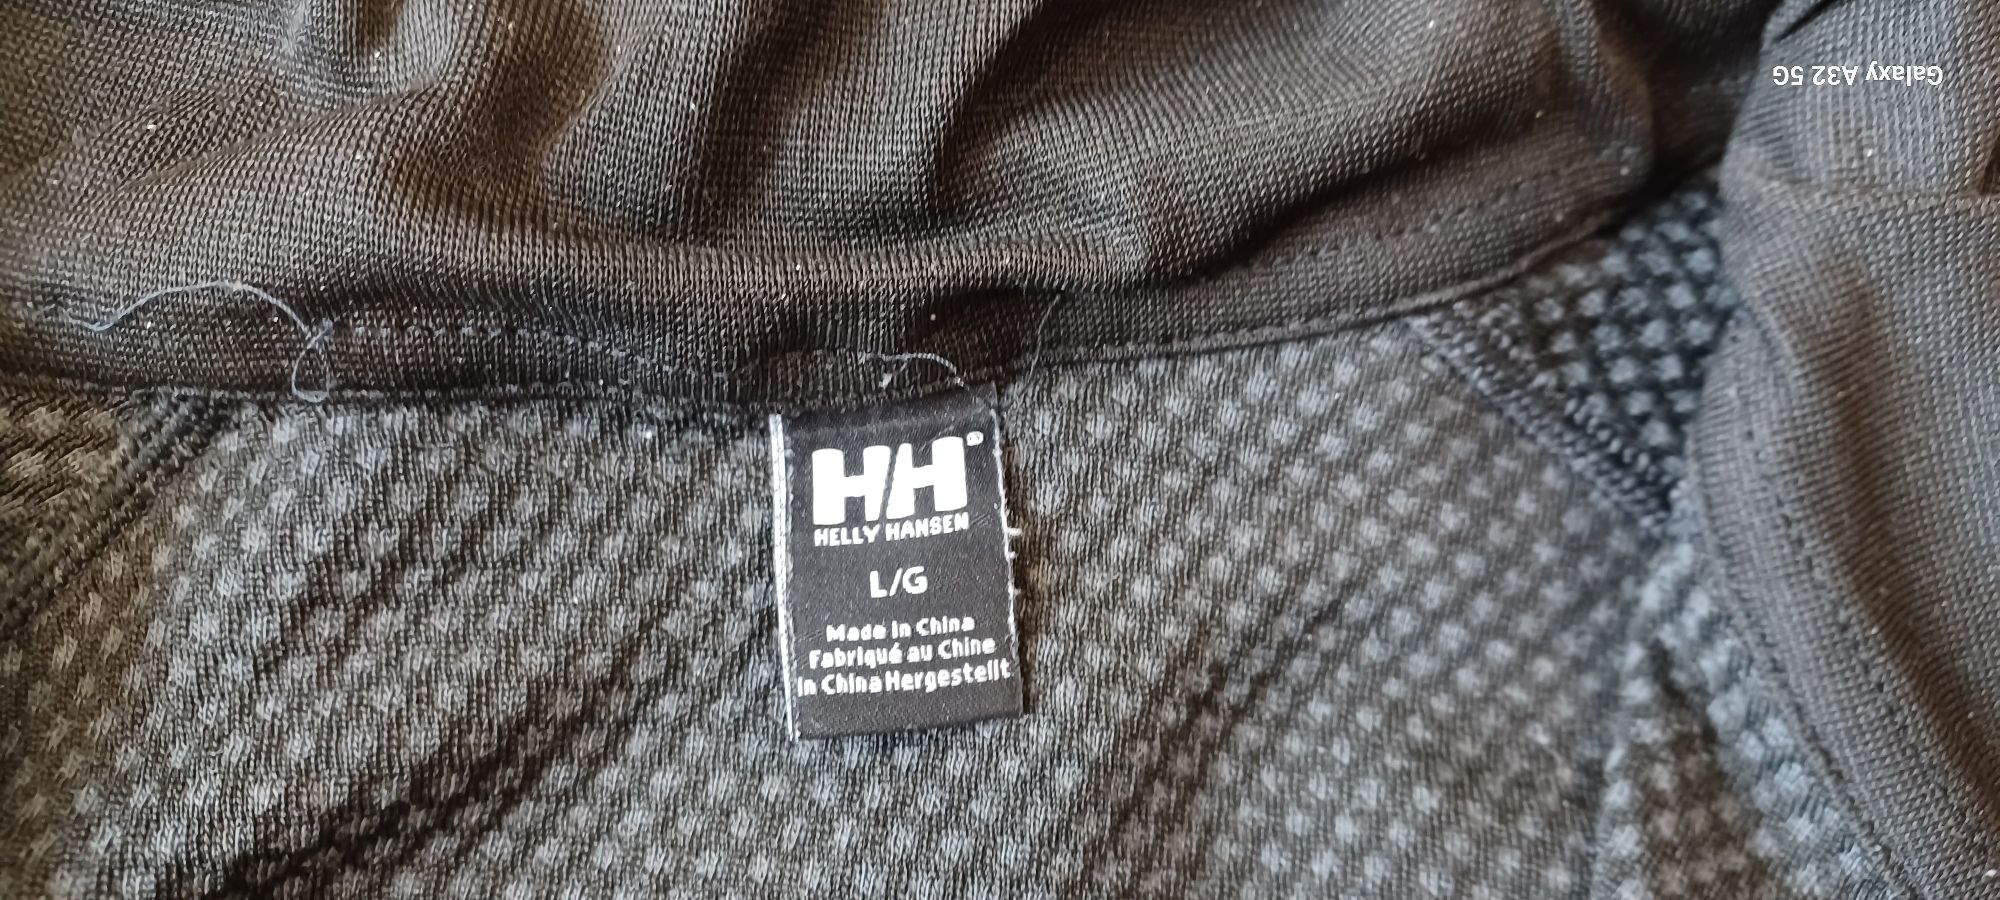 Galaxy A32 5G
HH®
HELLY HANSEN
L/G
Made in China
Fabriqué au Chine
In China Hergestellt